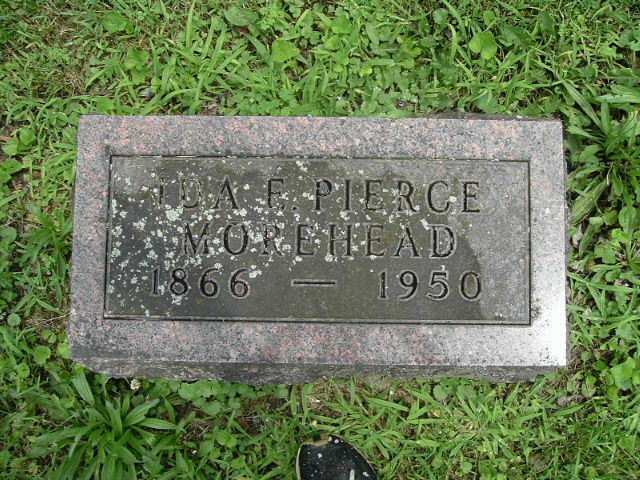 IDA E. PIERCE
MOREHEAD
1866 — 1950